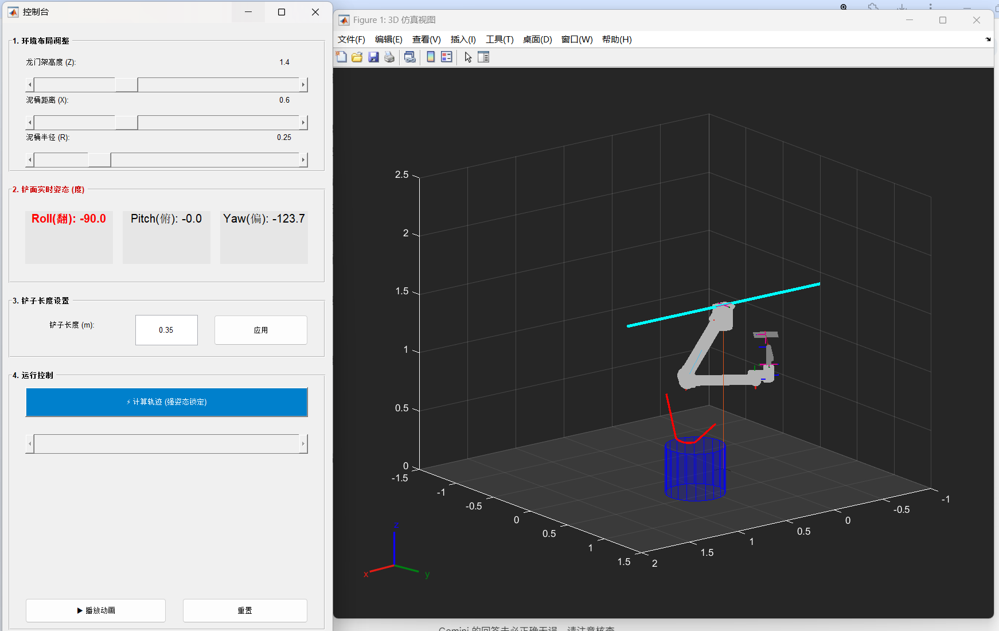 控制台
1. 环境布局调整
龙门架高度 (Z): 1.4
泥桶距离 (X): 0.6
泥桶半径 (R): 0.25
2. 铲面实时姿态 (度)
Roll(翻): -90.0 Pitch(俯): -0.0 Yaw(偏): -123.7
3. 铲子长度设置
铲子长度 (m): 0.35 应用
4. 运行控制
⚡ 计算轨迹 (强姿态锁定)
▶ 播放动画 重置
Figure 1: 3D 仿真视图
文件(F) 编辑(E) 查看(V) 插入(I) 工具(T) 桌面(D) 窗口(W) 帮助(H)
2.5
2
1.5
1
0.5
0
-1.5
-1
-0.5
0
0.5
1
1.5
2
1.5
1
0.5
0
-0.5
-1
z
x
y
Gemini 的回答未必正确无误，请注意核查